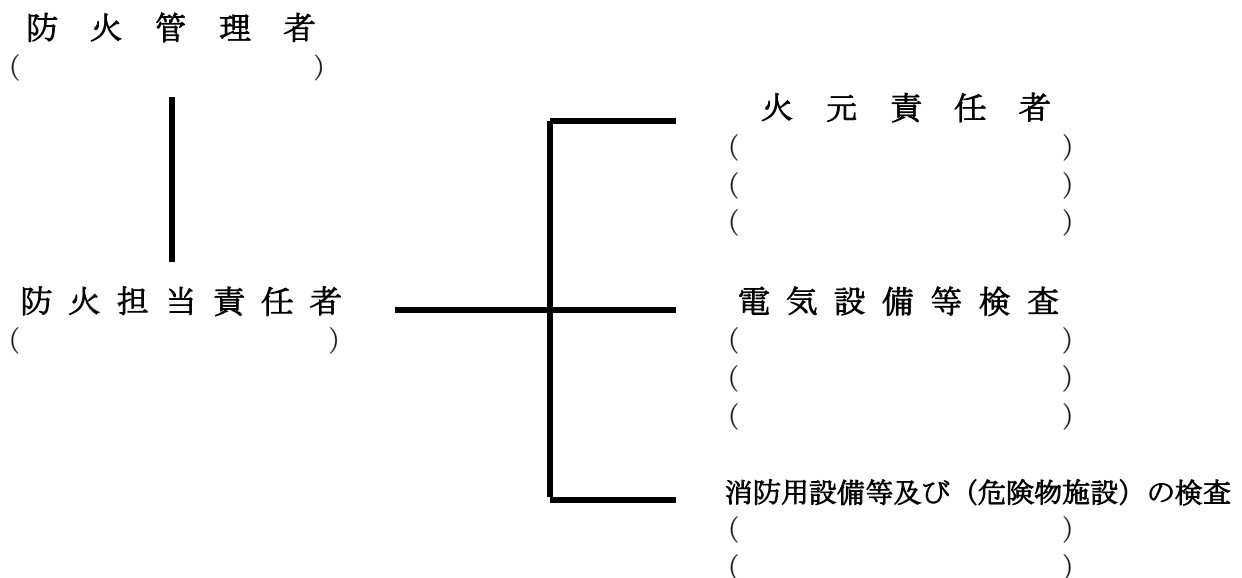 防火管理者
(　　　　　　　　　)
防火担当責任者
(　　　　　　　　　)
火元責任者
(　　　　　　　　　)
(　　　　　　　　　)
(　　　　　　　　　)
電気設備等検査
(　　　　　　　　　)
(　　　　　　　　　)
(　　　　　　　　　)
消防用設備等及び（危険物施設）の検査
(　　　　　　　　　)
(　　　　　　　　　)